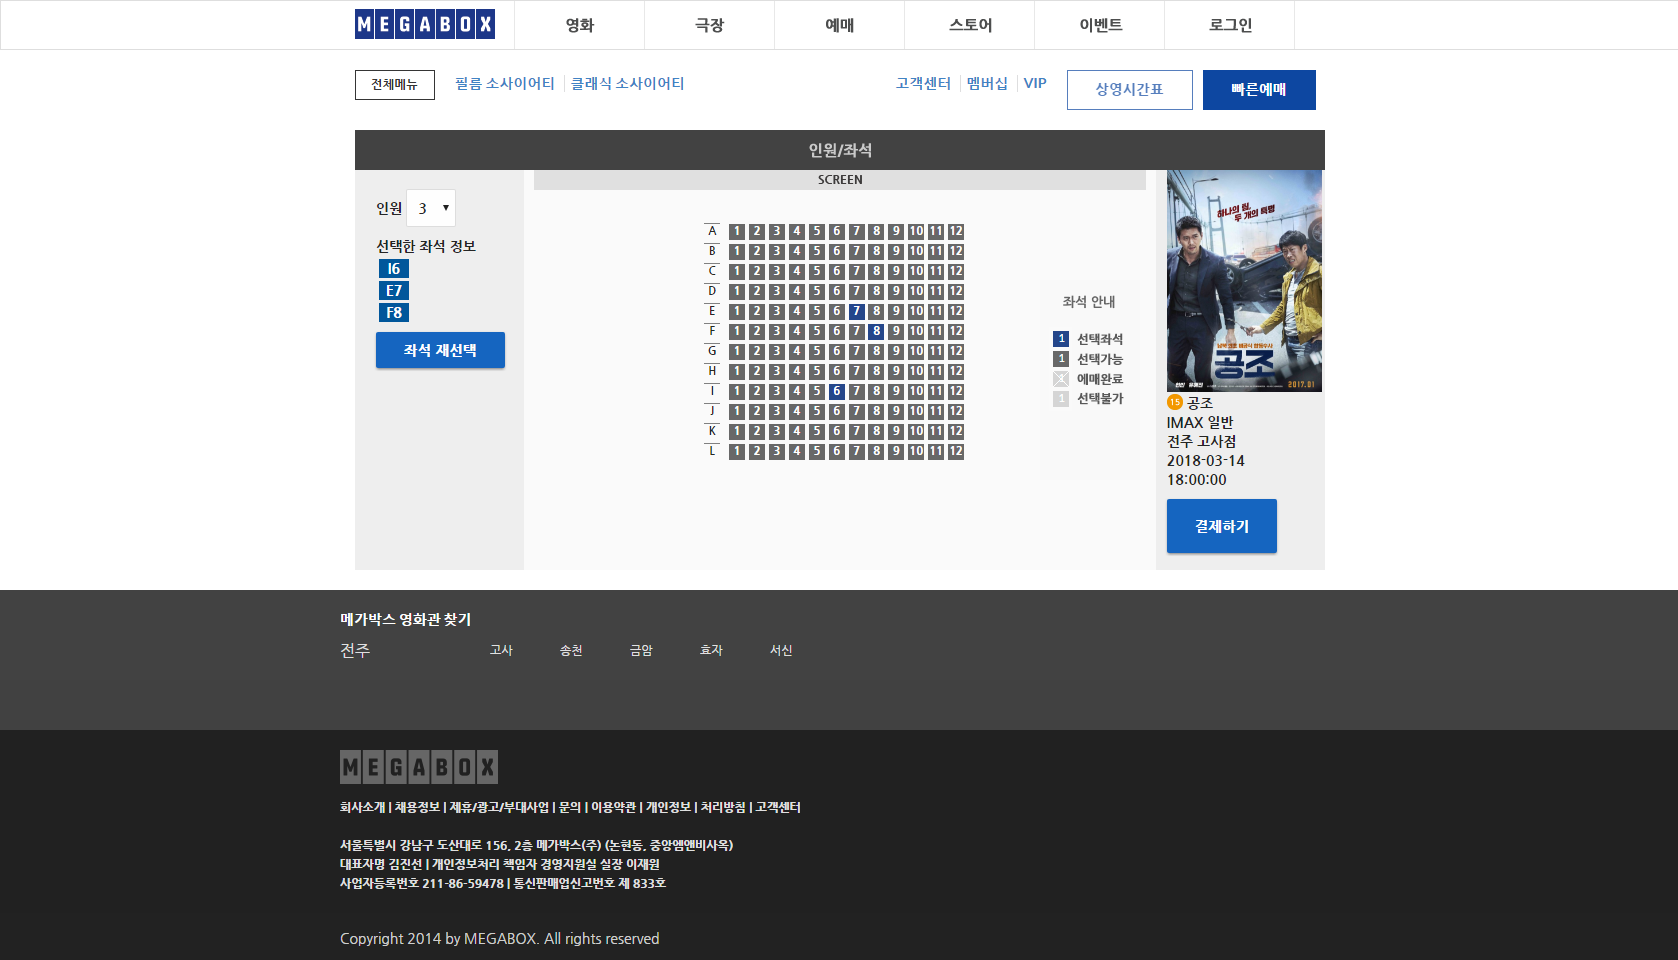 MEGABOX
영화
극장
예매
스토어
이벤트
로그인
전체메뉴
필름 소사이어티
클래식 소사이어티
고객센터
멤버십
VIP
상영시간표
빠른예매
인원/좌석
인원 3
선택한 좌석 정보
I6
E7
F8
좌석 재선택
SCREEN
A 1 2 3 4 5 6 7 8 9 10 11 12
B 1 2 3 4 5 6 7 8 9 10 11 12
C 1 2 3 4 5 6 7 8 9 10 11 12
D 1 2 3 4 5 6 7 8 9 10 11 12
E 1 2 3 4 5 6 7 8 9 10 11 12
F 1 2 3 4 5 6 7 8 9 10 11 12
G 1 2 3 4 5 6 7 8 9 10 11 12
H 1 2 3 4 5 6 7 8 9 10 11 12
I 1 2 3 4 5 6 7 8 9 10 11 12
J 1 2 3 4 5 6 7 8 9 10 11 12
K 1 2 3 4 5 6 7 8 9 10 11 12
L 1 2 3 4 5 6 7 8 9 10 11 12
좌석 안내
1 선택좌석
1 선택가능
1 예매완료
1 선택불가
하나의 팀,
두 개의 특명
공조
현빈 유해진
2017.01
15 공조
IMAX 일반
전주 고사점
2018-03-14
18:00:00
결제하기
메가박스 영화관 찾기
전주 고사 송천 금암 효자 서신
MEGABOX
회사소개 | 채용정보 | 제휴/광고/부대사업 | 문의 | 이용약관 | 개인정보 | 처리방침 | 고객센터
서울특별시 강남구 도산대로 156, 2층 메가박스(주) (논현동, 중앙엠앤비사옥)
대표자명 김진선 | 개인정보처리 책임자 경영지원실 실장 이재원
사업자등록번호 211-86-59478 | 통신판매업신고번호 제 833호
Copyright 2014 by MEGABOX. All rights reserved